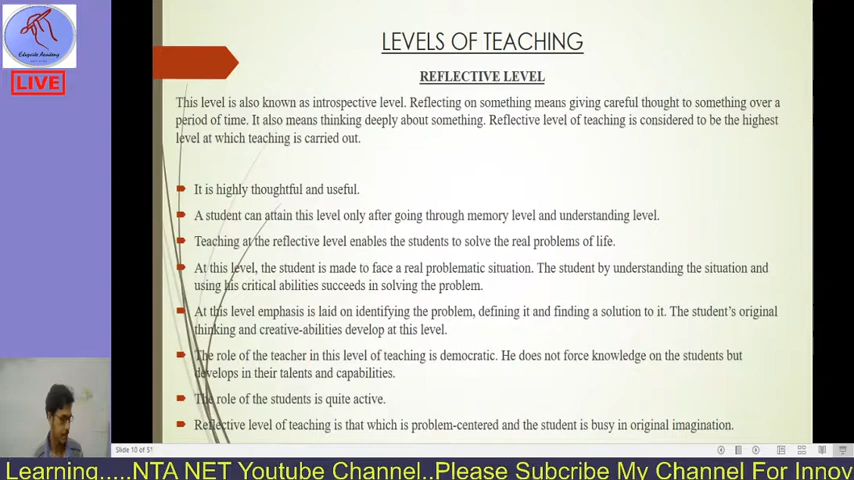 Eduqride Academy
LIVE
LEVELS OF TEACHING
REFLECTIVE LEVEL
This level is also known as introspective level. Reflecting on something means giving careful thought to something over a
period of time. It also means thinking deeply about something. Reflective level of teaching is considered to be the highest
level at which teaching is carried out.
It is highly thoughtful and useful.
A student can attain this level only after going through memory level and understanding level.
Teaching at the reflective level enables the students to solve the real problems of life.
At this level, the student is made to face a real problematic situation. The student by understanding the situation and
using his critical abilities succeeds in solving the problem.
At this level emphasis is laid on identifying the problem, defining it and finding a solution to it. The student's original
thinking and creative-abilities develop at this level.
The role of the teacher in this level of teaching is democratic. He does not force knowledge on the students but
develops in their talents and capabilities.
The role of the students is quite active.
Reflective level of teaching is that which is problem-centered and the student is busy in original imagination.
Slide 10 of 51
Learning.....NTA NET Youtube Channel..Please Subcribe My Channel For Innov